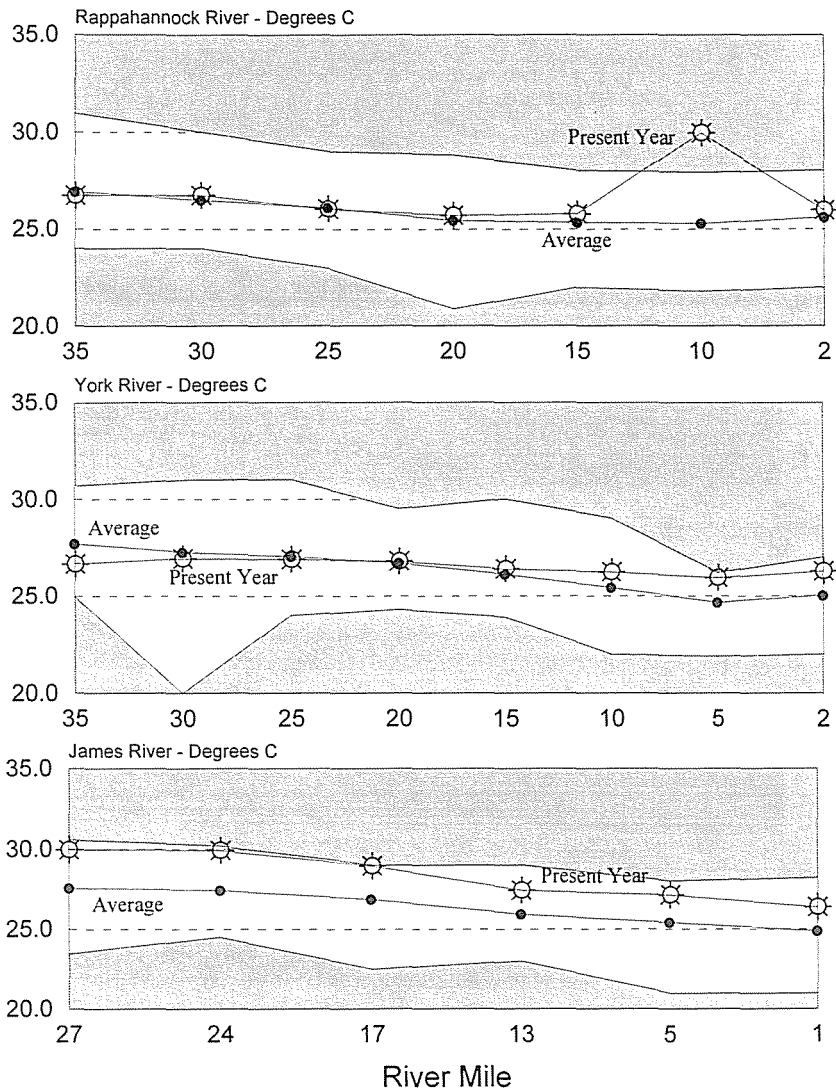 Rappahannock River - Degrees C
35.0
30.0
Present Year
25.0
Average
20.0
35 30 25 20 15 10 2
York River - Degrees C
35.0
30.0
Average
Present Year
25.0
20.0
35 30 25 20 15 10 5 2
James River - Degrees C
35.0
30.0
Present Year
Average
25.0
20.0
27 24 17 13 5 1
River Mile